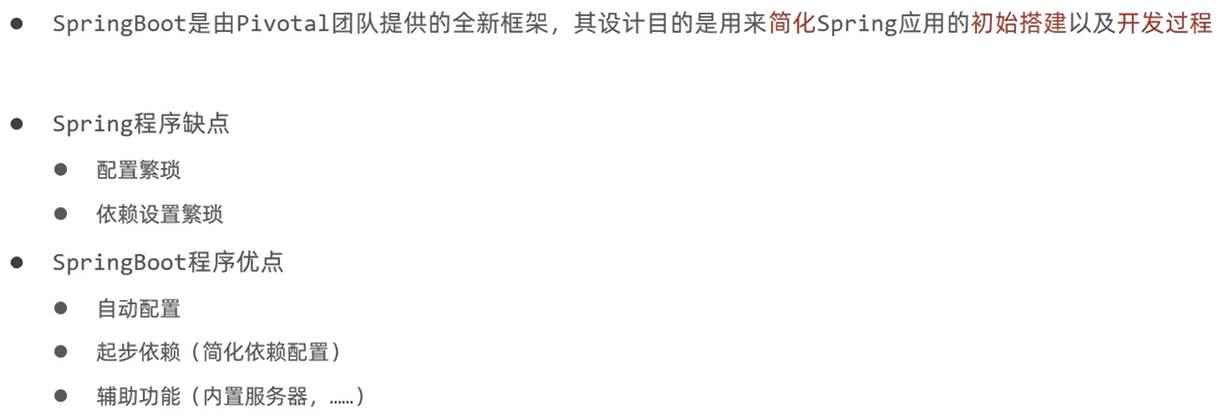 ● SpringBoot是由Pivotal团队提供的全新框架，其设计目的是用来简化Spring应用的初始搭建以及开发过程
● Spring程序缺点
● 配置繁琐
● 依赖设置繁琐
● SpringBoot程序优点
● 自动配置
● 起步依赖（简化依赖配置）
● 辅助功能（内置服务器，……）